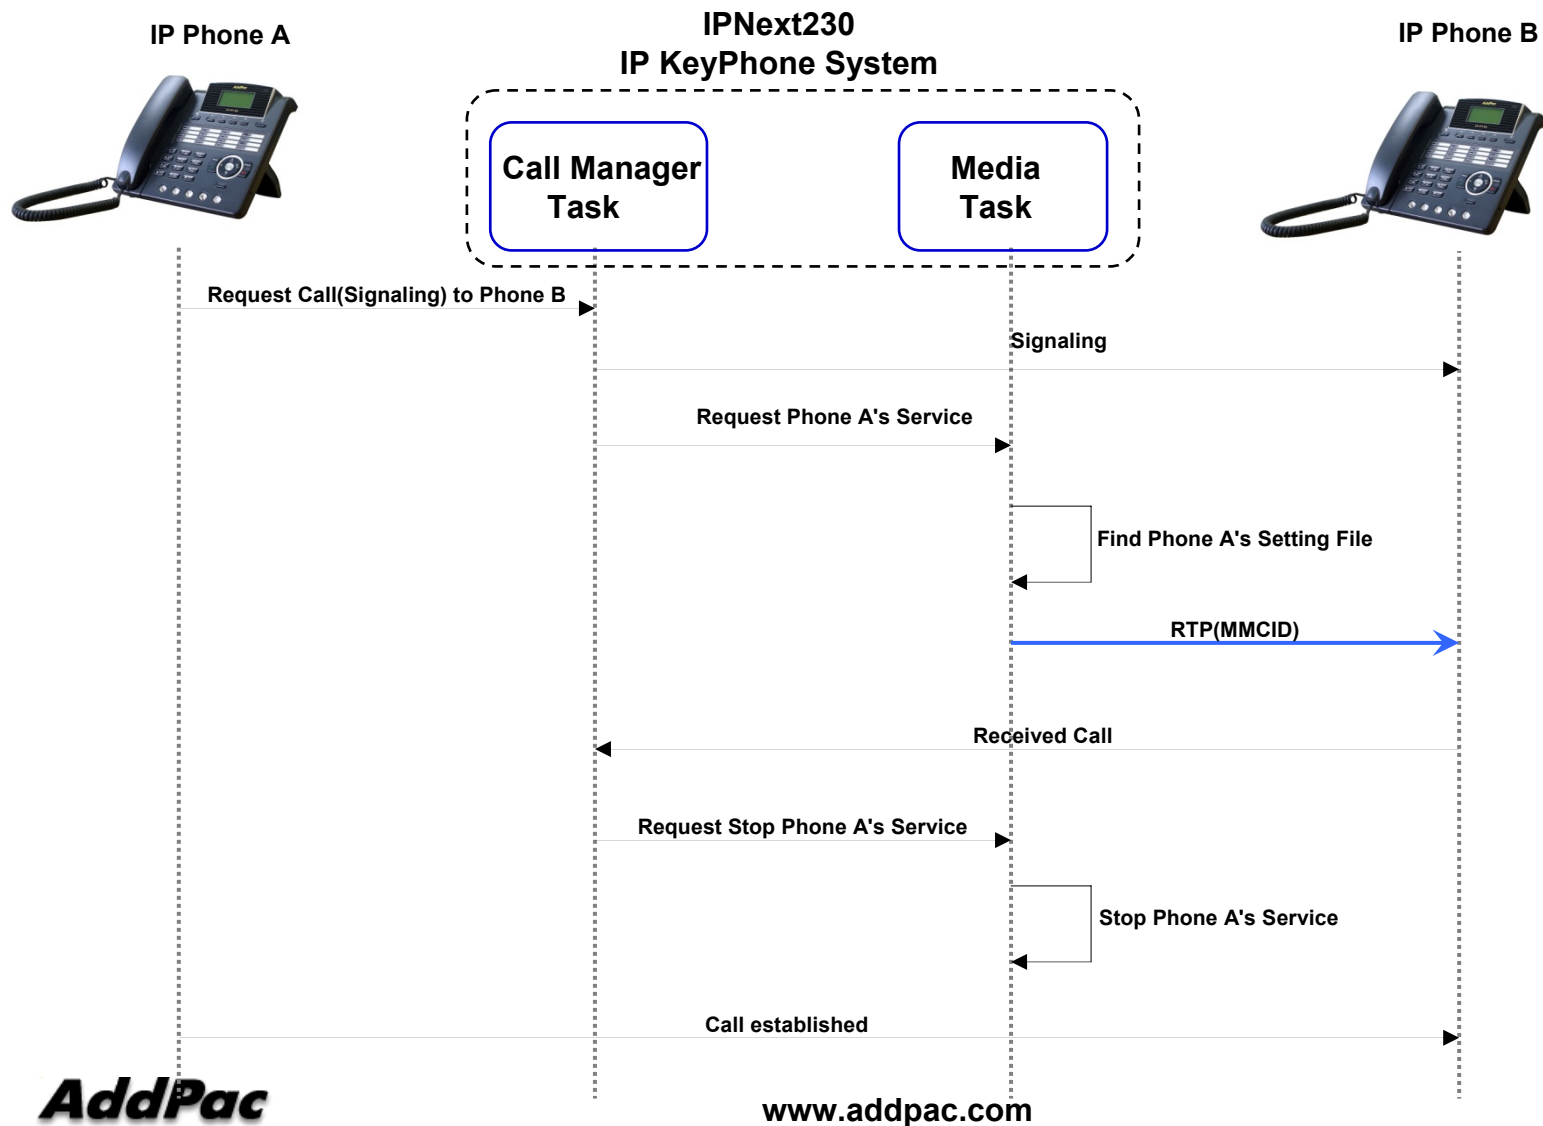 IP Phone A
IPNext230
IP KeyPhone System
IP Phone B
Call Manager
Task
Media
Task
Request Call(Signaling) to Phone B
Signaling
Request Phone A's Service
Find Phone A's Setting File
RTP(MMCID)
Received Call
Request Stop Phone A's Service
Stop Phone A's Service
Call established
AddPac
www.addpac.com